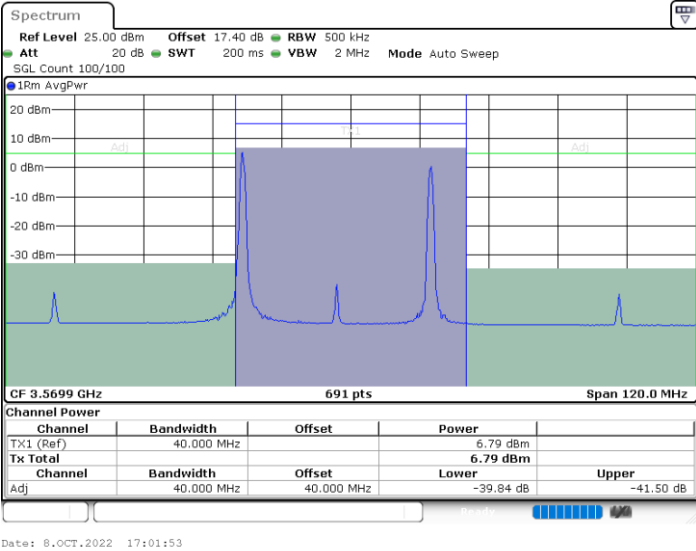 Spectrum
Ref Level 25.00 dBm Offset 17.40 dB RBW 500 kHz
Att 20 dB SWT 200 ms VBW 2 MHz Mode Auto Sweep
SGL Count 100/100
1Rm AvgPwr
20 dBm
TX1
10 dBm
Adj Adj
0 dBm
-10 dBm
-20 dBm
-30 dBm
CF 3.5699 GHz 691 pts Span 120.0 MHz
Channel Power
Channel Bandwidth Offset Power
TX1 (Ref) 40.000 MHz 6.79 dBm
Tx Total 6.79 dBm
Channel Bandwidth Offset Lower Upper
Adj 40.000 MHz 40.000 MHz -39.84 dB -41.50 dB
Ready
Date: 8.OCT.2022 17:01:53